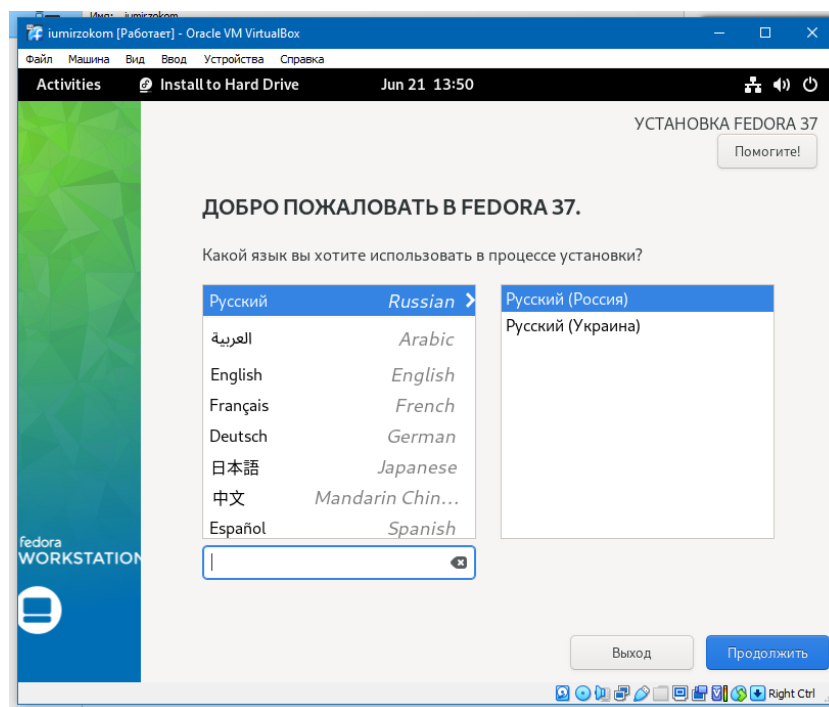 Имя: iumirzokom
iumirzokom [Работает] - Oracle VM VirtualBox
Файл Машина Вид Ввод Устройства Справка
Activities Install to Hard Drive Jun 21 13:50
УСТАНОВКА FEDORA 37
Помогите!
ДОБРО ПОЖАЛОВАТЬ В FEDORA 37.
Какой язык вы хотите использовать в процессе установки?
Русский Russian
العربية Arabic
English English
Français French
Deutsch German
日本語 Japanese
中文 Mandarin Chin...
Español Spanish
Русский (Россия)
Русский (Украина)
fedora
WORKSTATION
Выход Продолжить
Right Ctrl